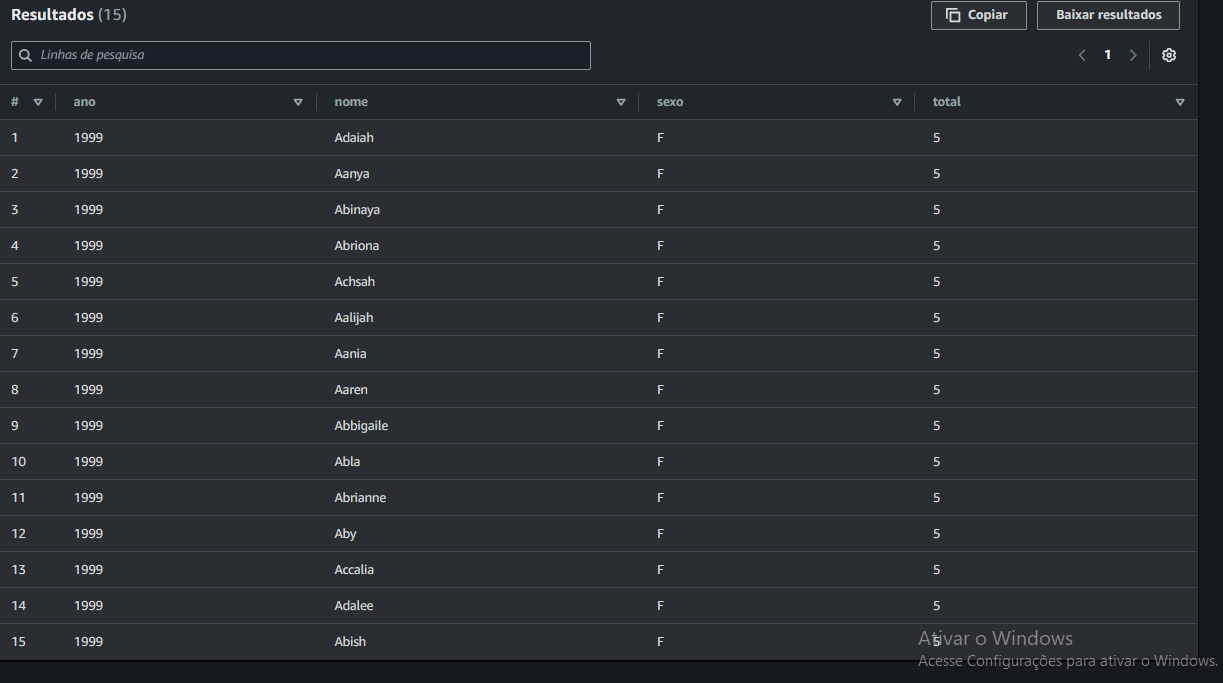 Resultados (15)
Copiar
Baixar resultados
Linhas de pesquisa
1
# ano nome sexo total
1 1999 Adaiah F 5
2 1999 Aanya F 5
3 1999 Abinaya F 5
4 1999 Abriona F 5
5 1999 Achsah F 5
6 1999 Aalijah F 5
7 1999 Aania F 5
8 1999 Aaren F 5
9 1999 Abbigaile F 5
10 1999 Abla F 5
11 1999 Abrianne F 5
12 1999 Aby F 5
13 1999 Accalia F 5
14 1999 Adalee F 5
15 1999 Abish F 5
Ativar o Windows
Acesse Configurações para ativar o Windows.